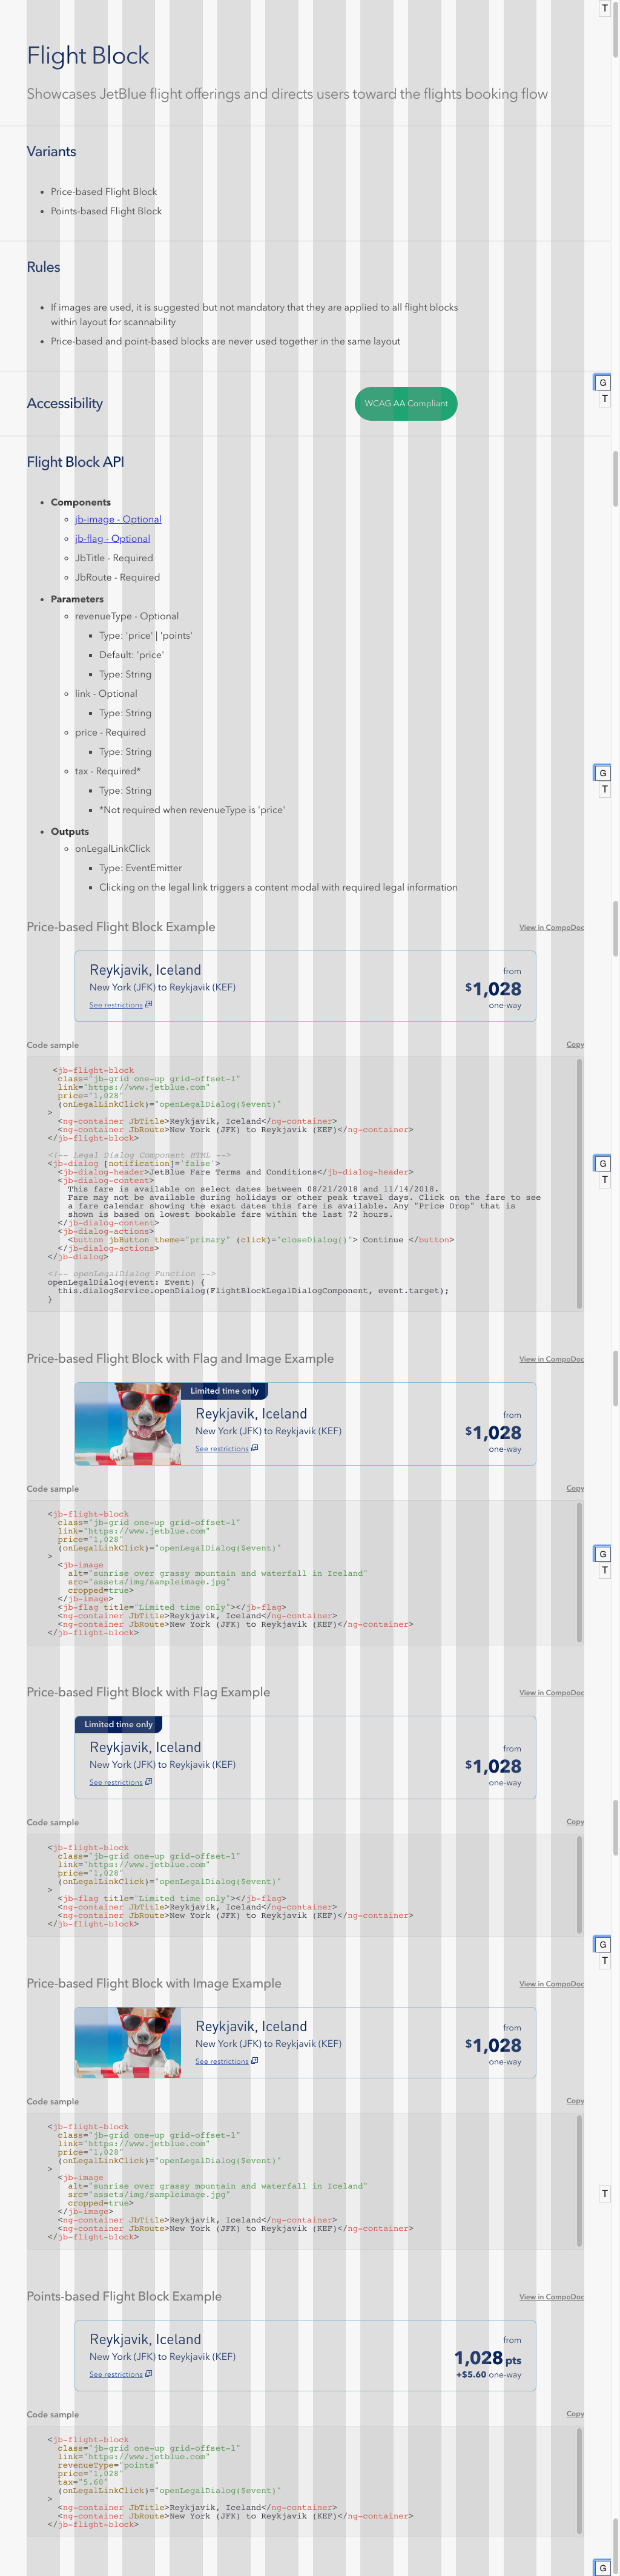 T
Flight Block
Showcases JetBlue flight offerings and directs users toward the flights booking flow
Variants
Price-based Flight Block
Points-based Flight Block
Rules
If images are used, it is suggested but not mandatory that they are applied to all flight blocks
within layout for scannability
Price-based and point-based blocks are never used together in the same layout
G
Accessibility
WCAG AA Compliant
T
Flight Block API
Components
jb-image - Optional
jb-flag - Optional
JbTitle - Required
JbRoute - Required
Parameters
revenueType - Optional
Type: 'price' | 'points'
Default: 'price'
Type: String
link - Optional
Type: String
price - Required
Type: String
tax - Required*
G
Type: String
T
*Not required when revenueType is 'price'
Outputs
onLegalLinkClick
Type: EventEmitter
Clicking on the legal link triggers a content modal with required legal information
Price-based Flight Block Example
View in CompoDoc
Reykjavik, Iceland
New York (JFK) to Reykjavik (KEF)
See restrictions
from
$1,028
one-way
Code sample
Copy
<jb-flight-block
class="jb-grid one-up grid-offset-1"
link="https://www.jetblue.com"
price="1,028"
(onLegalLinkClick)="openLegalDialog($event)"
>
<ng-container JbTitle>Reykjavik, Iceland</ng-container>
<ng-container JbRoute>New York (JFK) to Reykjavik (KEF)</ng-container>
</jb-flight-block>
<!-- Legal Dialog Component HTML -->
<jb-dialog [notification]=`false`>
<jb-dialog-header>JetBlue Fare Terms and Conditions</jb-dialog-header>
<jb-dialog-content>
This fare is available on select dates between 08/21/2018 and 11/14/2018.
Fare may not be available during holidays or other peak travel days. Click on the fare to see
a fare calendar showing the exact dates this fare is available. Any "Price Drop" that is
shown is based on lowest bookable fare within the last 72 hours.
</jb-dialog-content>
<jb-dialog-actions>
<button jbButton theme="primary" (click)="closeDialog()"> Continue </button>
</jb-dialog-actions>
</jb-dialog>
<!-- openLegalDialog Function -->
openLegalDialog(event: Event) {
this.dialogService.openDialog(FlightBlockLegalDialogComponent, event.target);
}
G
T
Price-based Flight Block with Flag and Image Example
View in CompoDoc
Limited time only
Reykjavik, Iceland
New York (JFK) to Reykjavik (KEF)
See restrictions
from
$1,028
one-way
Code sample
Copy
<jb-flight-block
class="jb-grid one-up grid-offset-1"
link="https://www.jetblue.com"
price="1,028"
(onLegalLinkClick)="openLegalDialog($event)"
>
<jb-image
alt="sunrise over grassy mountain and waterfall in Iceland"
src="assets/img/sampleimage.jpg"
cropped=true>
</jb-image>
<jb-flag title="Limited time only"></jb-flag>
<ng-container JbTitle>Reykjavik, Iceland</ng-container>
<ng-container JbRoute>New York (JFK) to Reykjavik (KEF)</ng-container>
</jb-flight-block>
G
T
Price-based Flight Block with Flag Example
View in CompoDoc
Limited time only
Reykjavik, Iceland
New York (JFK) to Reykjavik (KEF)
See restrictions
from
$1,028
one-way
Code sample
Copy
<jb-flight-block
class="jb-grid one-up grid-offset-1"
link="https://www.jetblue.com"
price="1,028"
(onLegalLinkClick)="openLegalDialog($event)"
>
<jb-flag title="Limited time only"></jb-flag>
<ng-container JbTitle>Reykjavik, Iceland</ng-container>
<ng-container JbRoute>New York (JFK) to Reykjavik (KEF)</ng-container>
</jb-flight-block>
G
T
Price-based Flight Block with Image Example
View in CompoDoc
Reykjavik, Iceland
New York (JFK) to Reykjavik (KEF)
See restrictions
from
$1,028
one-way
Code sample
Copy
<jb-flight-block
class="jb-grid one-up grid-offset-1"
link="https://www.jetblue.com"
price="1,028"
(onLegalLinkClick)="openLegalDialog($event)"
>
<jb-image
alt="sunrise over grassy mountain and waterfall in Iceland"
src="assets/img/sampleimage.jpg"
cropped=true>
</jb-image>
<ng-container JbTitle>Reykjavik, Iceland</ng-container>
<ng-container JbRoute>New York (JFK) to Reykjavik (KEF)</ng-container>
</jb-flight-block>
T
Points-based Flight Block Example
View in CompoDoc
Reykjavik, Iceland
New York (JFK) to Reykjavik (KEF)
See restrictions
from
1,028 pts
+$5.60 one-way
Code sample
Copy
<jb-flight-block
class="jb-grid one-up grid-offset-1"
link="https://www.jetblue.com"
revenueType="points"
price="1,028"
tax="5.60"
(onLegalLinkClick)="openLegalDialog($event)"
>
<ng-container JbTitle>Reykjavik, Iceland</ng-container>
<ng-container JbRoute>New York (JFK) to Reykjavik (KEF)</ng-container>
</jb-flight-block>
G